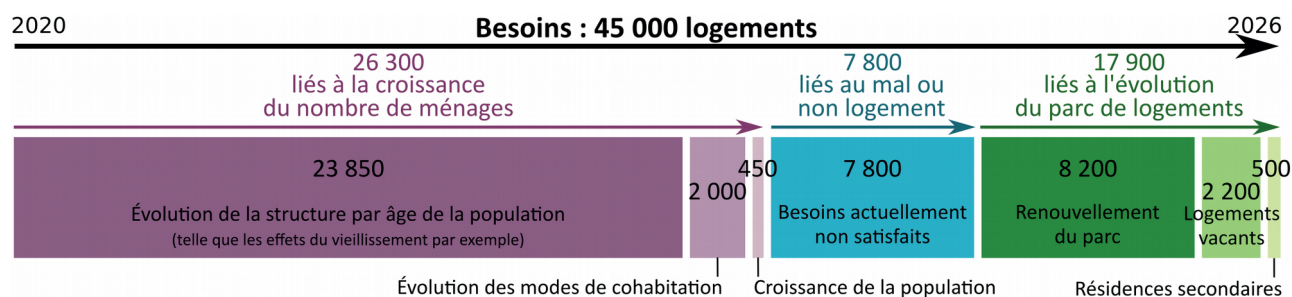 2020
Besoins : 45 000 logements
2026
26 300
liés à la croissance
du nombre de ménages
7 800
liés au mal ou
non logement
17 900
liés à l'évolution
du parc de logements
23 850
Évolution de la structure par âge de la population
(telle que les effets du vieillissement par exemple)
2 000
450
7 800
Besoins actuellement
non satisfaits
8 200
Renouvellement
du parc
2 200
Logements
vacants
500
Évolution des modes de cohabitation
Croissance de la population
Résidences secondaires